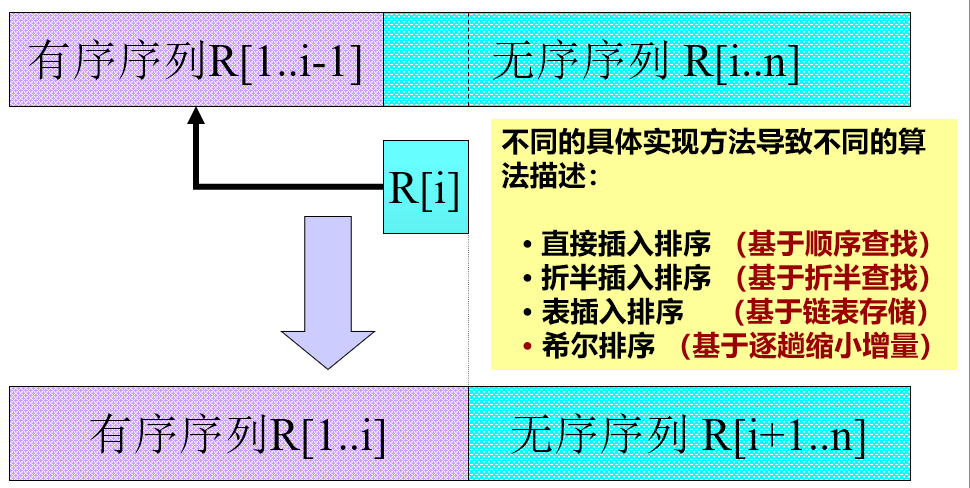 有序序列R[1..i-1]
无序序列 R[i..n]
R[i]
不同的具体实现方法导致不同的算
法描述：
• 直接插入排序 （基于顺序查找）
• 折半插入排序 （基于折半查找）
• 表插入排序 （基于链表存储）
• 希尔排序 （基于逐趟缩小增量）
有序序列R[1..i]
无序序列 R[i+1..n]